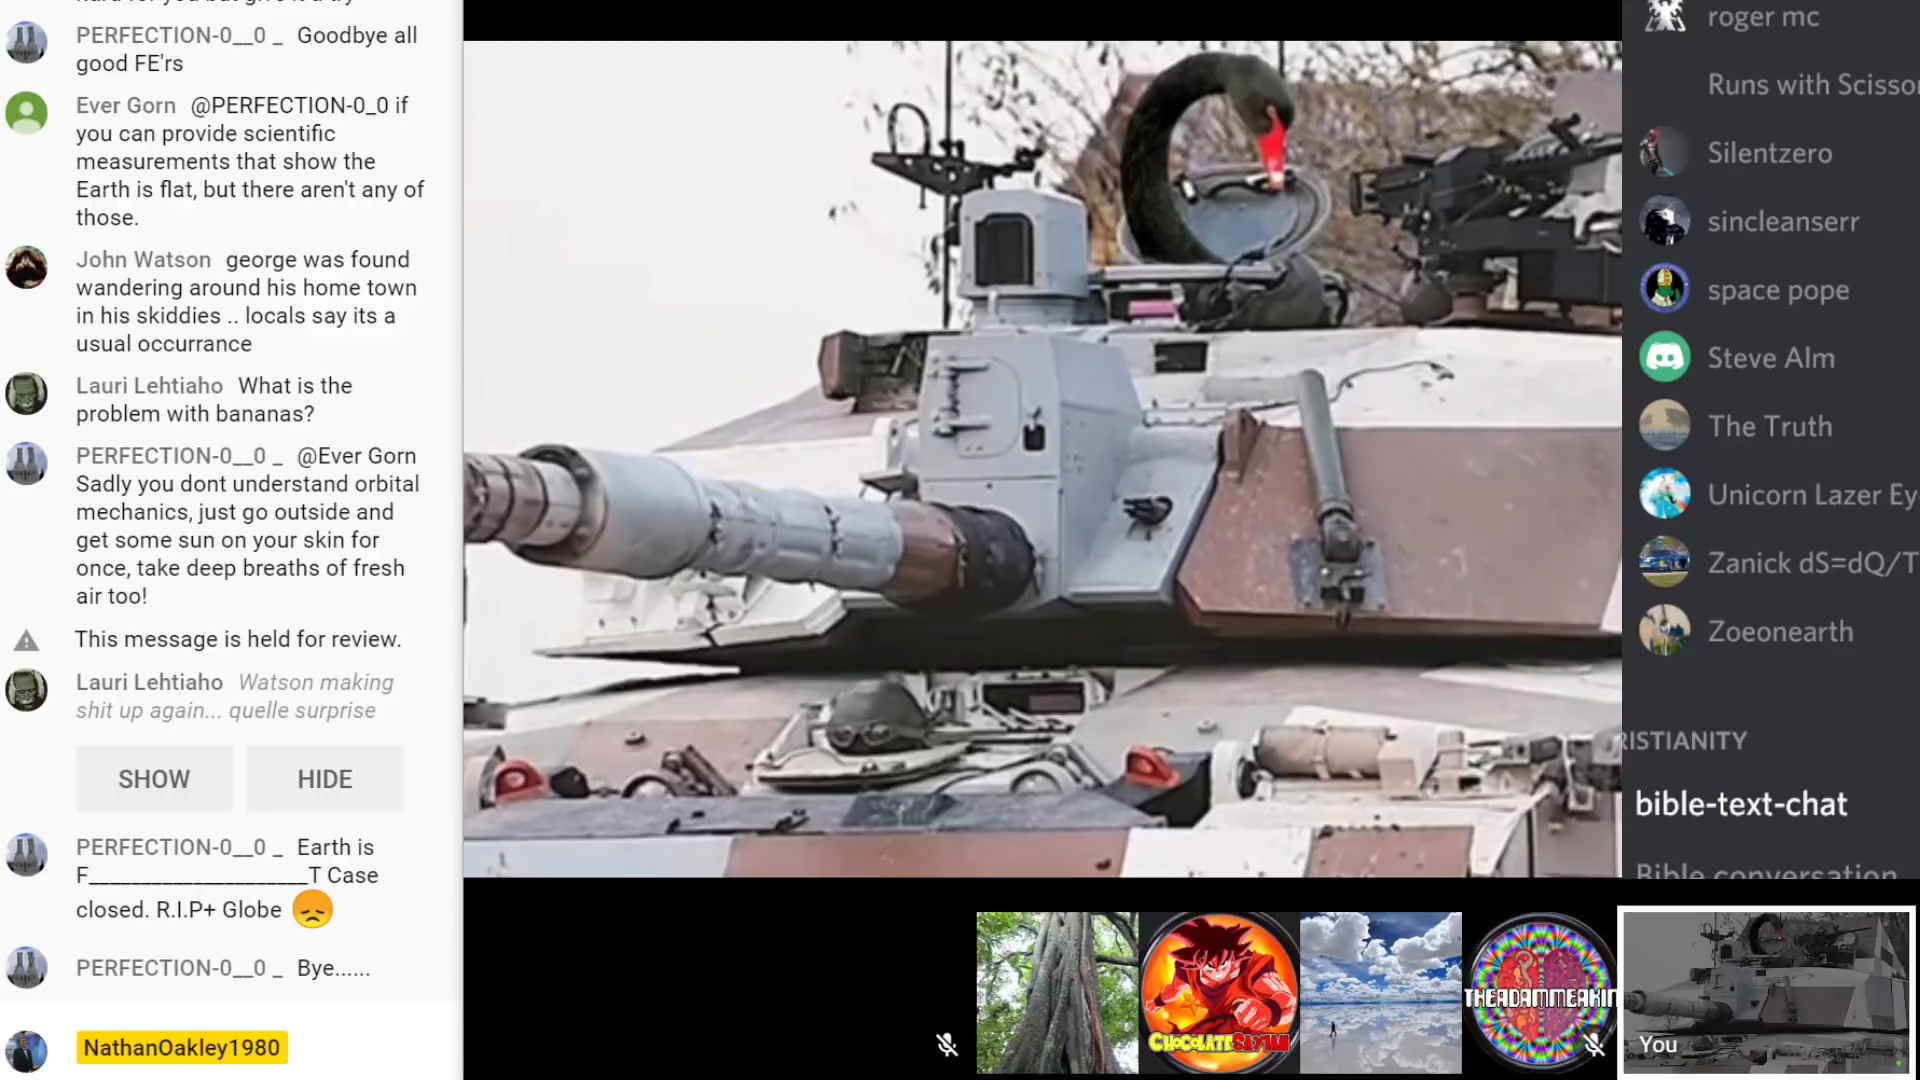 PERFECTION-0__0 _ Goodbye all
good FE'rs
Ever Gorn @PERFECTION-0_0 if
you can provide scientific
measurements that show the
Earth is flat, but there aren't any of
those.
John Watson george was found
wandering around his home town
in his skiddies .. locals say its a
usual occurrance
Lauri Lehtiaho What is the
problem with bananas?
PERFECTION-0__0 _ @Ever Gorn
Sadly you dont understand orbital
mechanics, just go outside and
get some sun on your skin for
once, take deep breaths of fresh
air too!
This message is held for review.
Lauri Lehtiaho Watson making
shit up again... quelle surprise
SHOW HIDE
PERFECTION-0__0 _ Earth is
F____________________T Case
closed. R.I.P+ Globe
PERFECTION-0__0 _ Bye......
NathanOakley1980
roger mc
Runs with Scissor
Silentzero
sincleanserr
space pope
Steve Alm
The Truth
Unicorn Lazer Ey
Zanick dS=dQ/T
Zoeonearth
RISTIANITY
bible-text-chat
Bible conversation
CHOCOLATESAYIAN
THEADAMMEAKIN
You